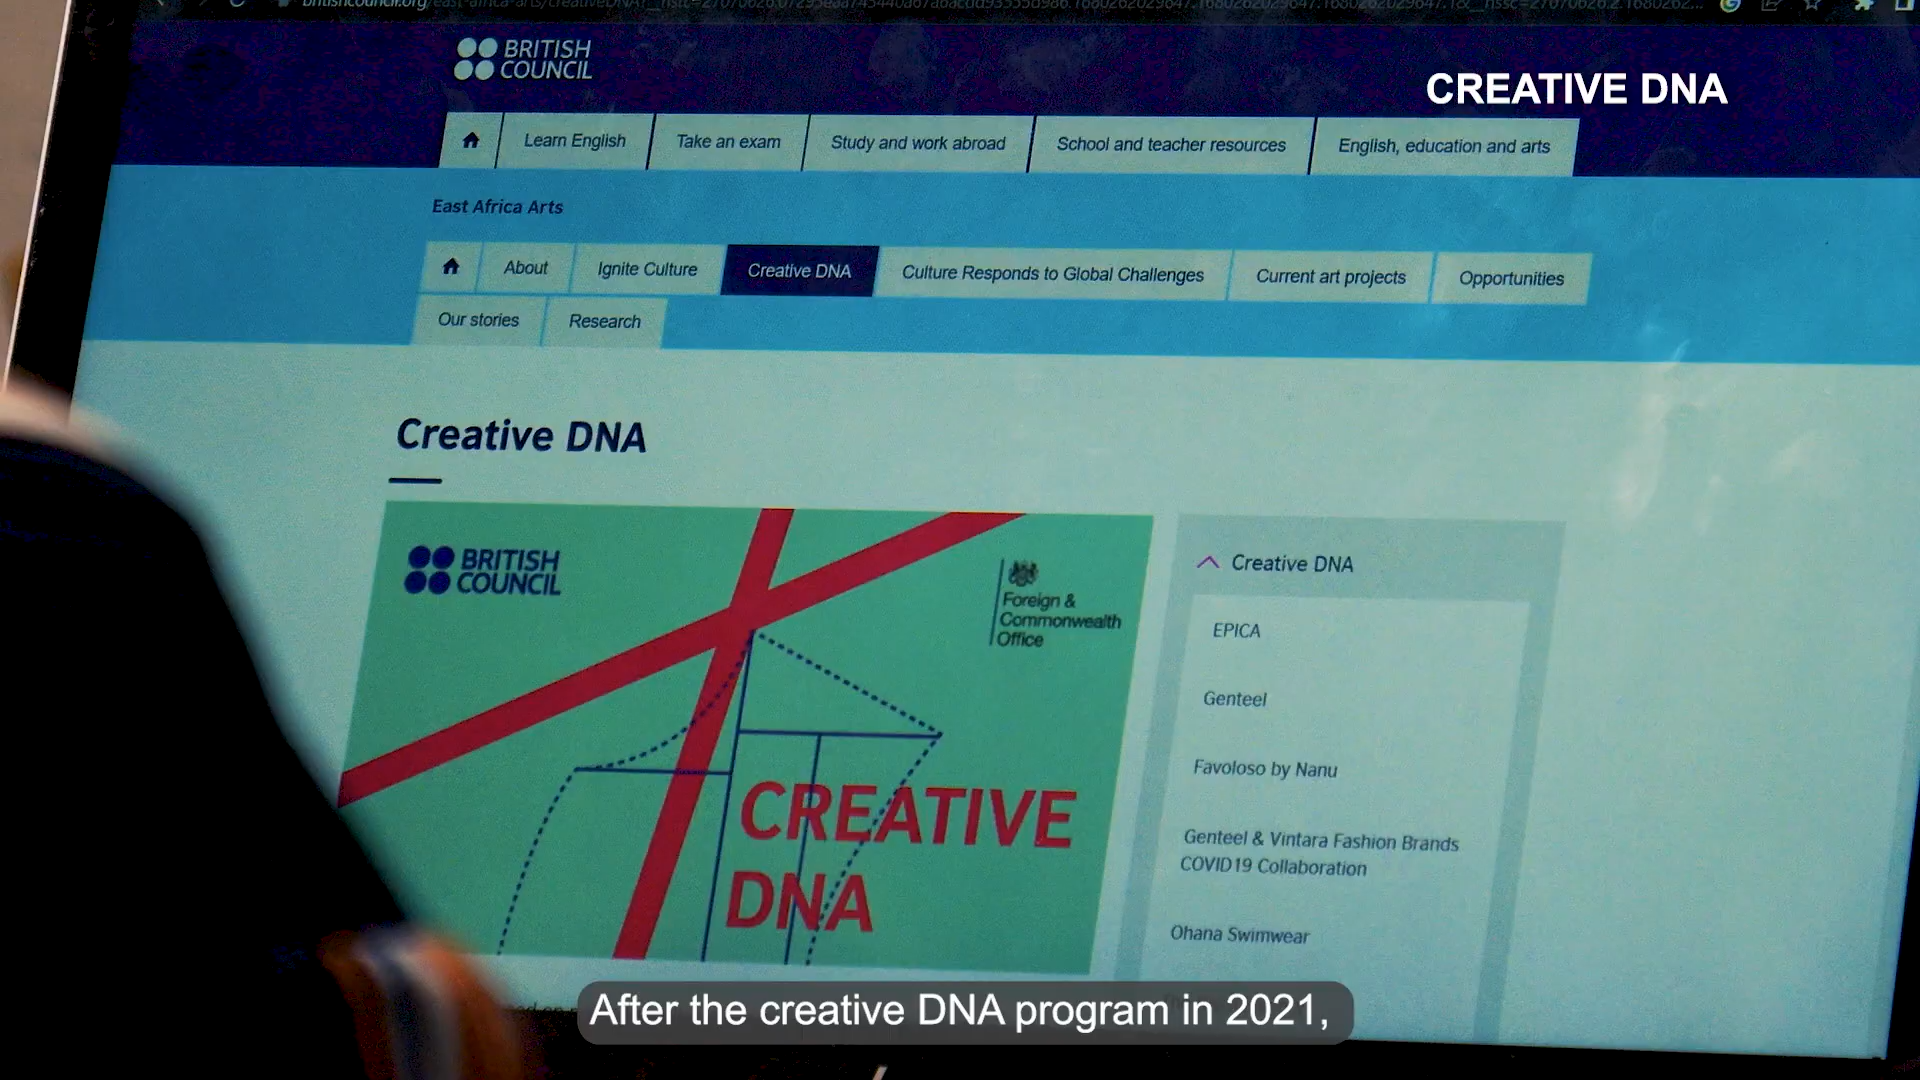 BRITISH
COUNCIL
CREATIVE DNA
Learn English
Take an exam
Study and work abroad
School and teacher resources
English, education and arts
East Africa Arts
About
Ignite Culture
Creative DNA
Culture Responds to Global Challenges
Current art projects
Opportunities
Our stories
Research
Creative DNA
BRITISH
COUNCIL
Foreign &
Commonwealth
Office
CREATIVE
DNA
Creative DNA
EPICA
Genteel
Favoloso by Nanu
Genteel & Vintara Fashion Brands
COVID19 Collaboration
Ohana Swimwear
After the creative DNA program in 2021,